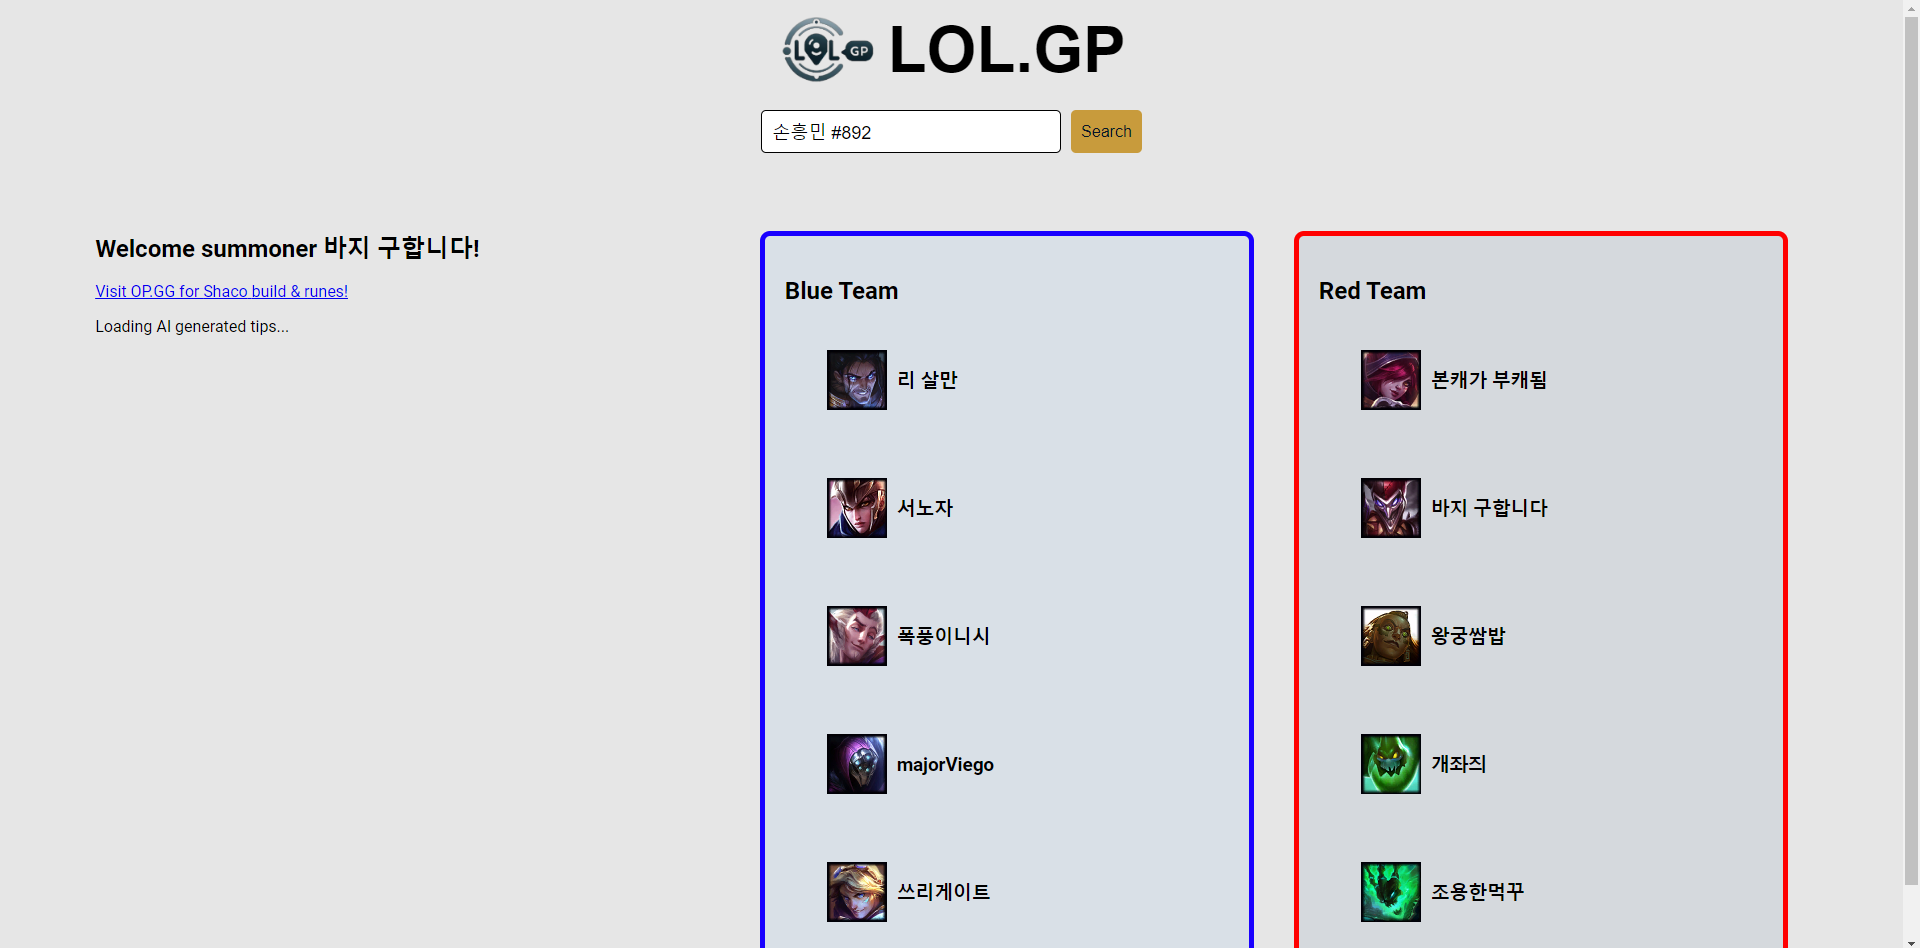 LOL GP
LOL.GP
손흥민 #892
Search
Welcome summoner 바지 구합니다!
Visit OP.GG for Shaco build & runes!
Loading AI generated tips...
Blue Team
리 살만
서노자
폭풍이니시
majorViego
쓰리게이트
Red Team
본캐가 부캐됨
바지 구합니다
왕궁쌈밥
개좌즤
조용한먹꾸